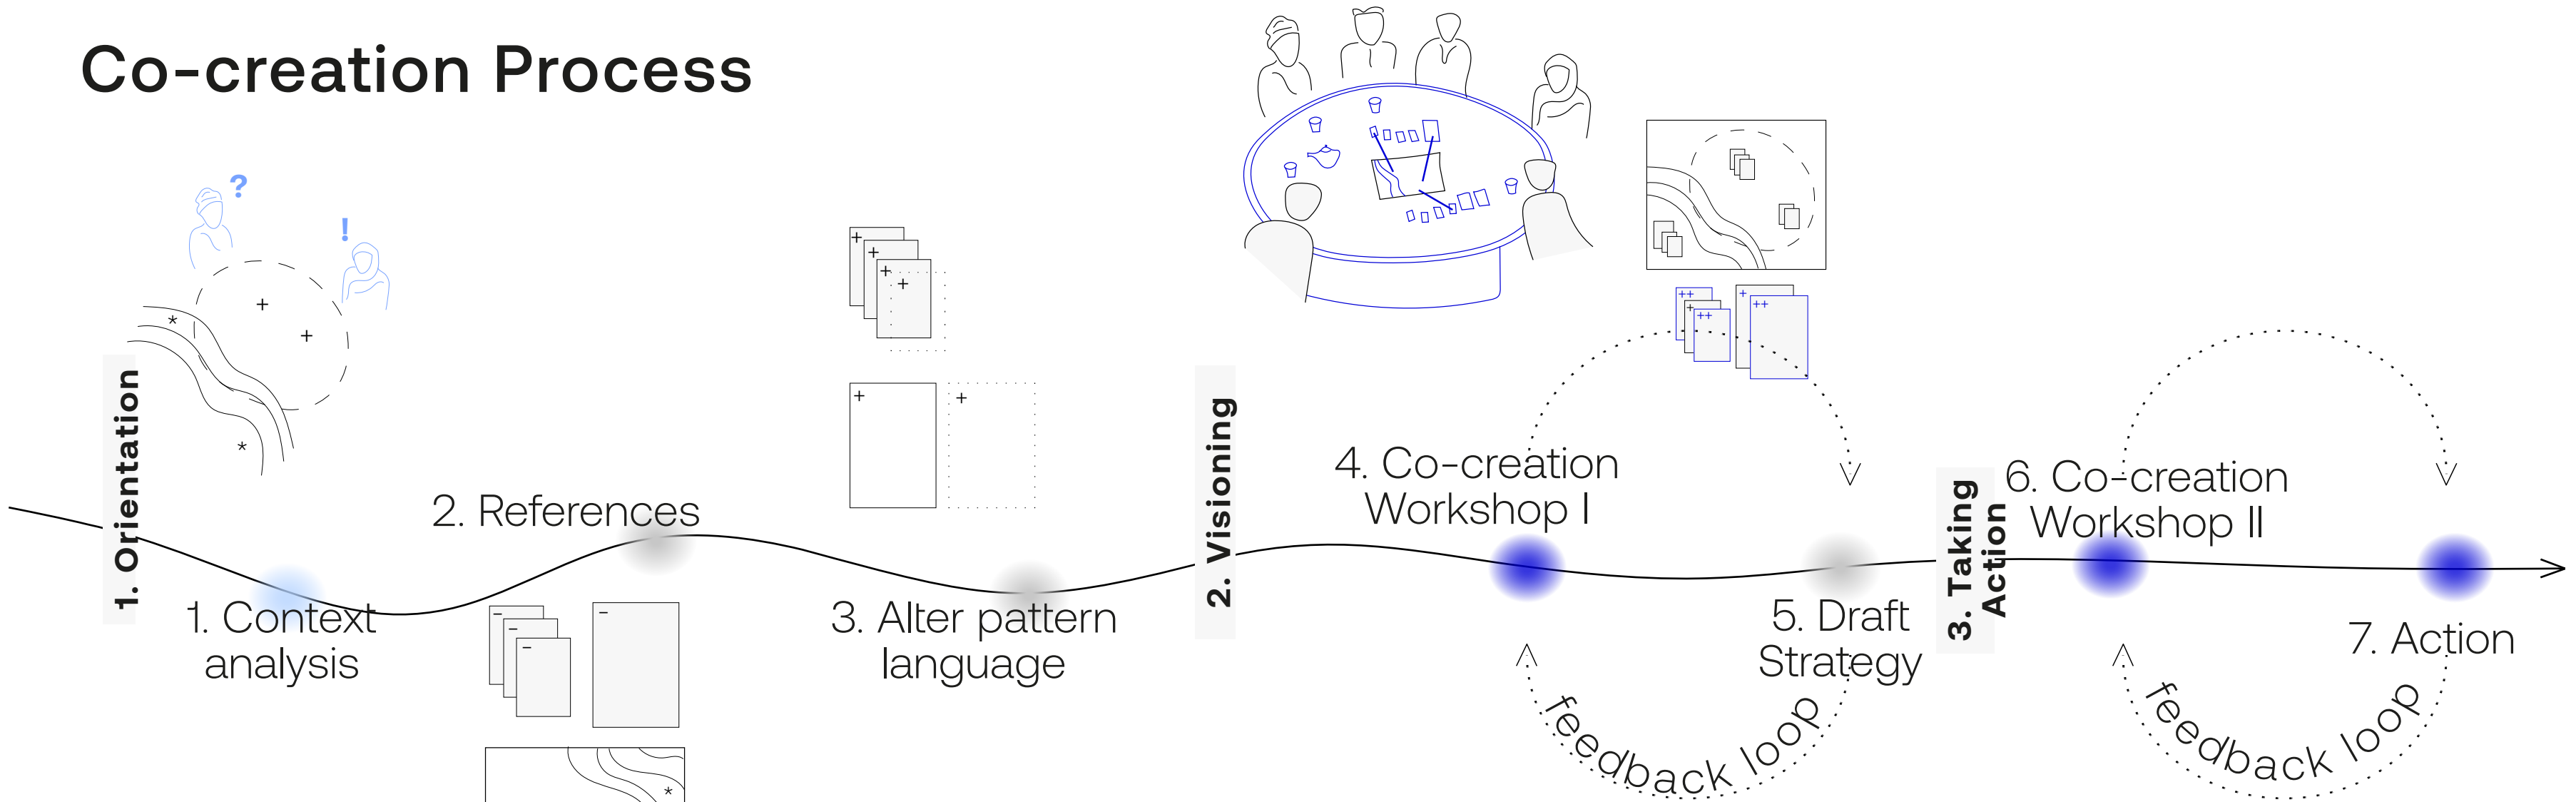 Co-creation Process
?
!
1. Orientation
1. Context
analysis
2. References
3. Alter pattern
language
2. Visioning
4. Co-creation
Workshop I
5. Draft
Strategy
feedback loop
3. Taking
Action
6. Co-creation
Workshop II
7. Action
feedback loop